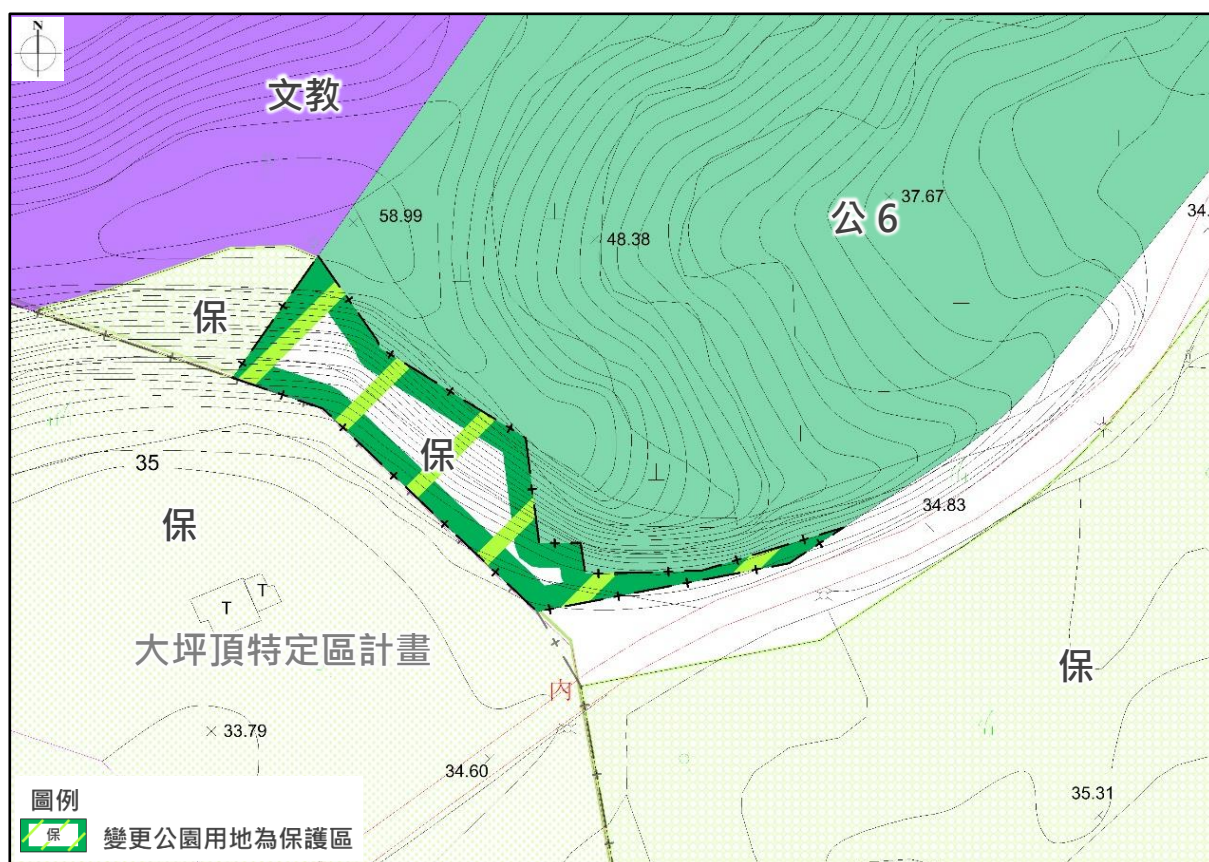 N
文教
58.99
37.67
公 6
34.
48.38
保
35
保
保
34.83
T
T
大坪頂特定區計畫
保
內
33.79
34.60
35.31
圖例
保 變更公園用地為保護區